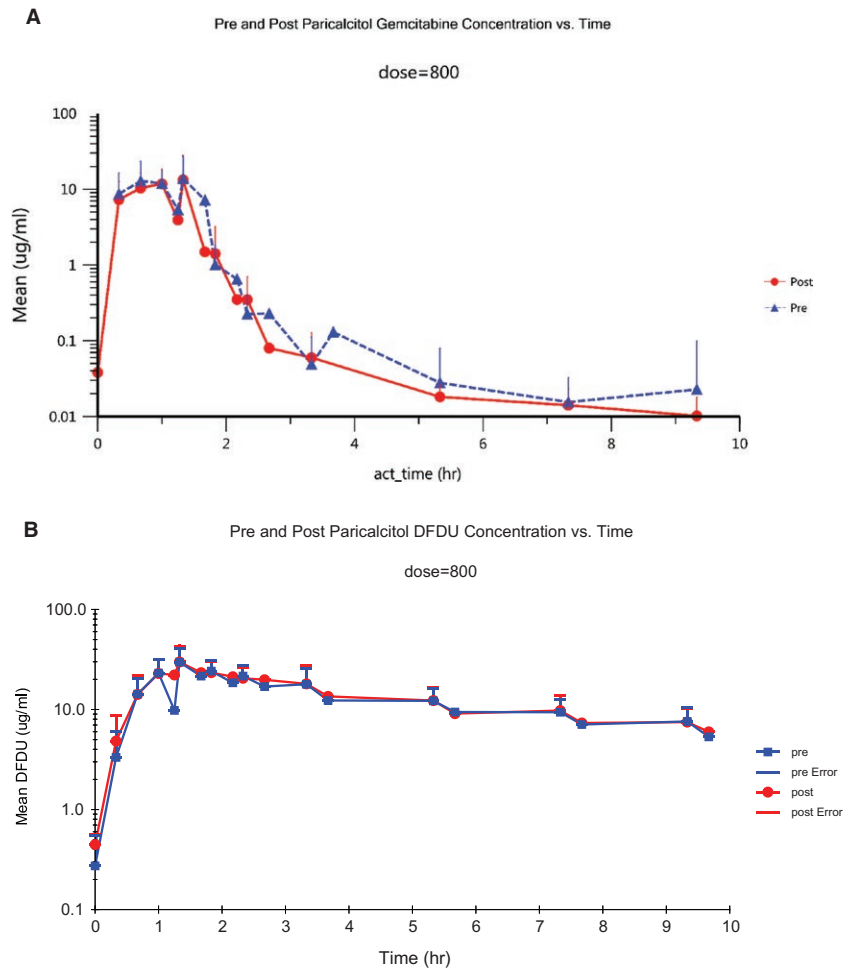 A
Pre and Post Paricalcitol Gemcitabine Concentration vs. Time
dose=800
Mean (ug/ml)
100
10
1
0.1
0.01
0 2 4 6 8 10
act_time (hr)
Post
Pre
B
Pre and Post Paricalcitol DFDU Concentration vs. Time
dose=800
Mean DFDU (ug/ml)
100.0
10.0
1.0
0.1
0 1 2 3 4 5 6 7 8 9 10
Time (hr)
pre
pre Error
post
post Error